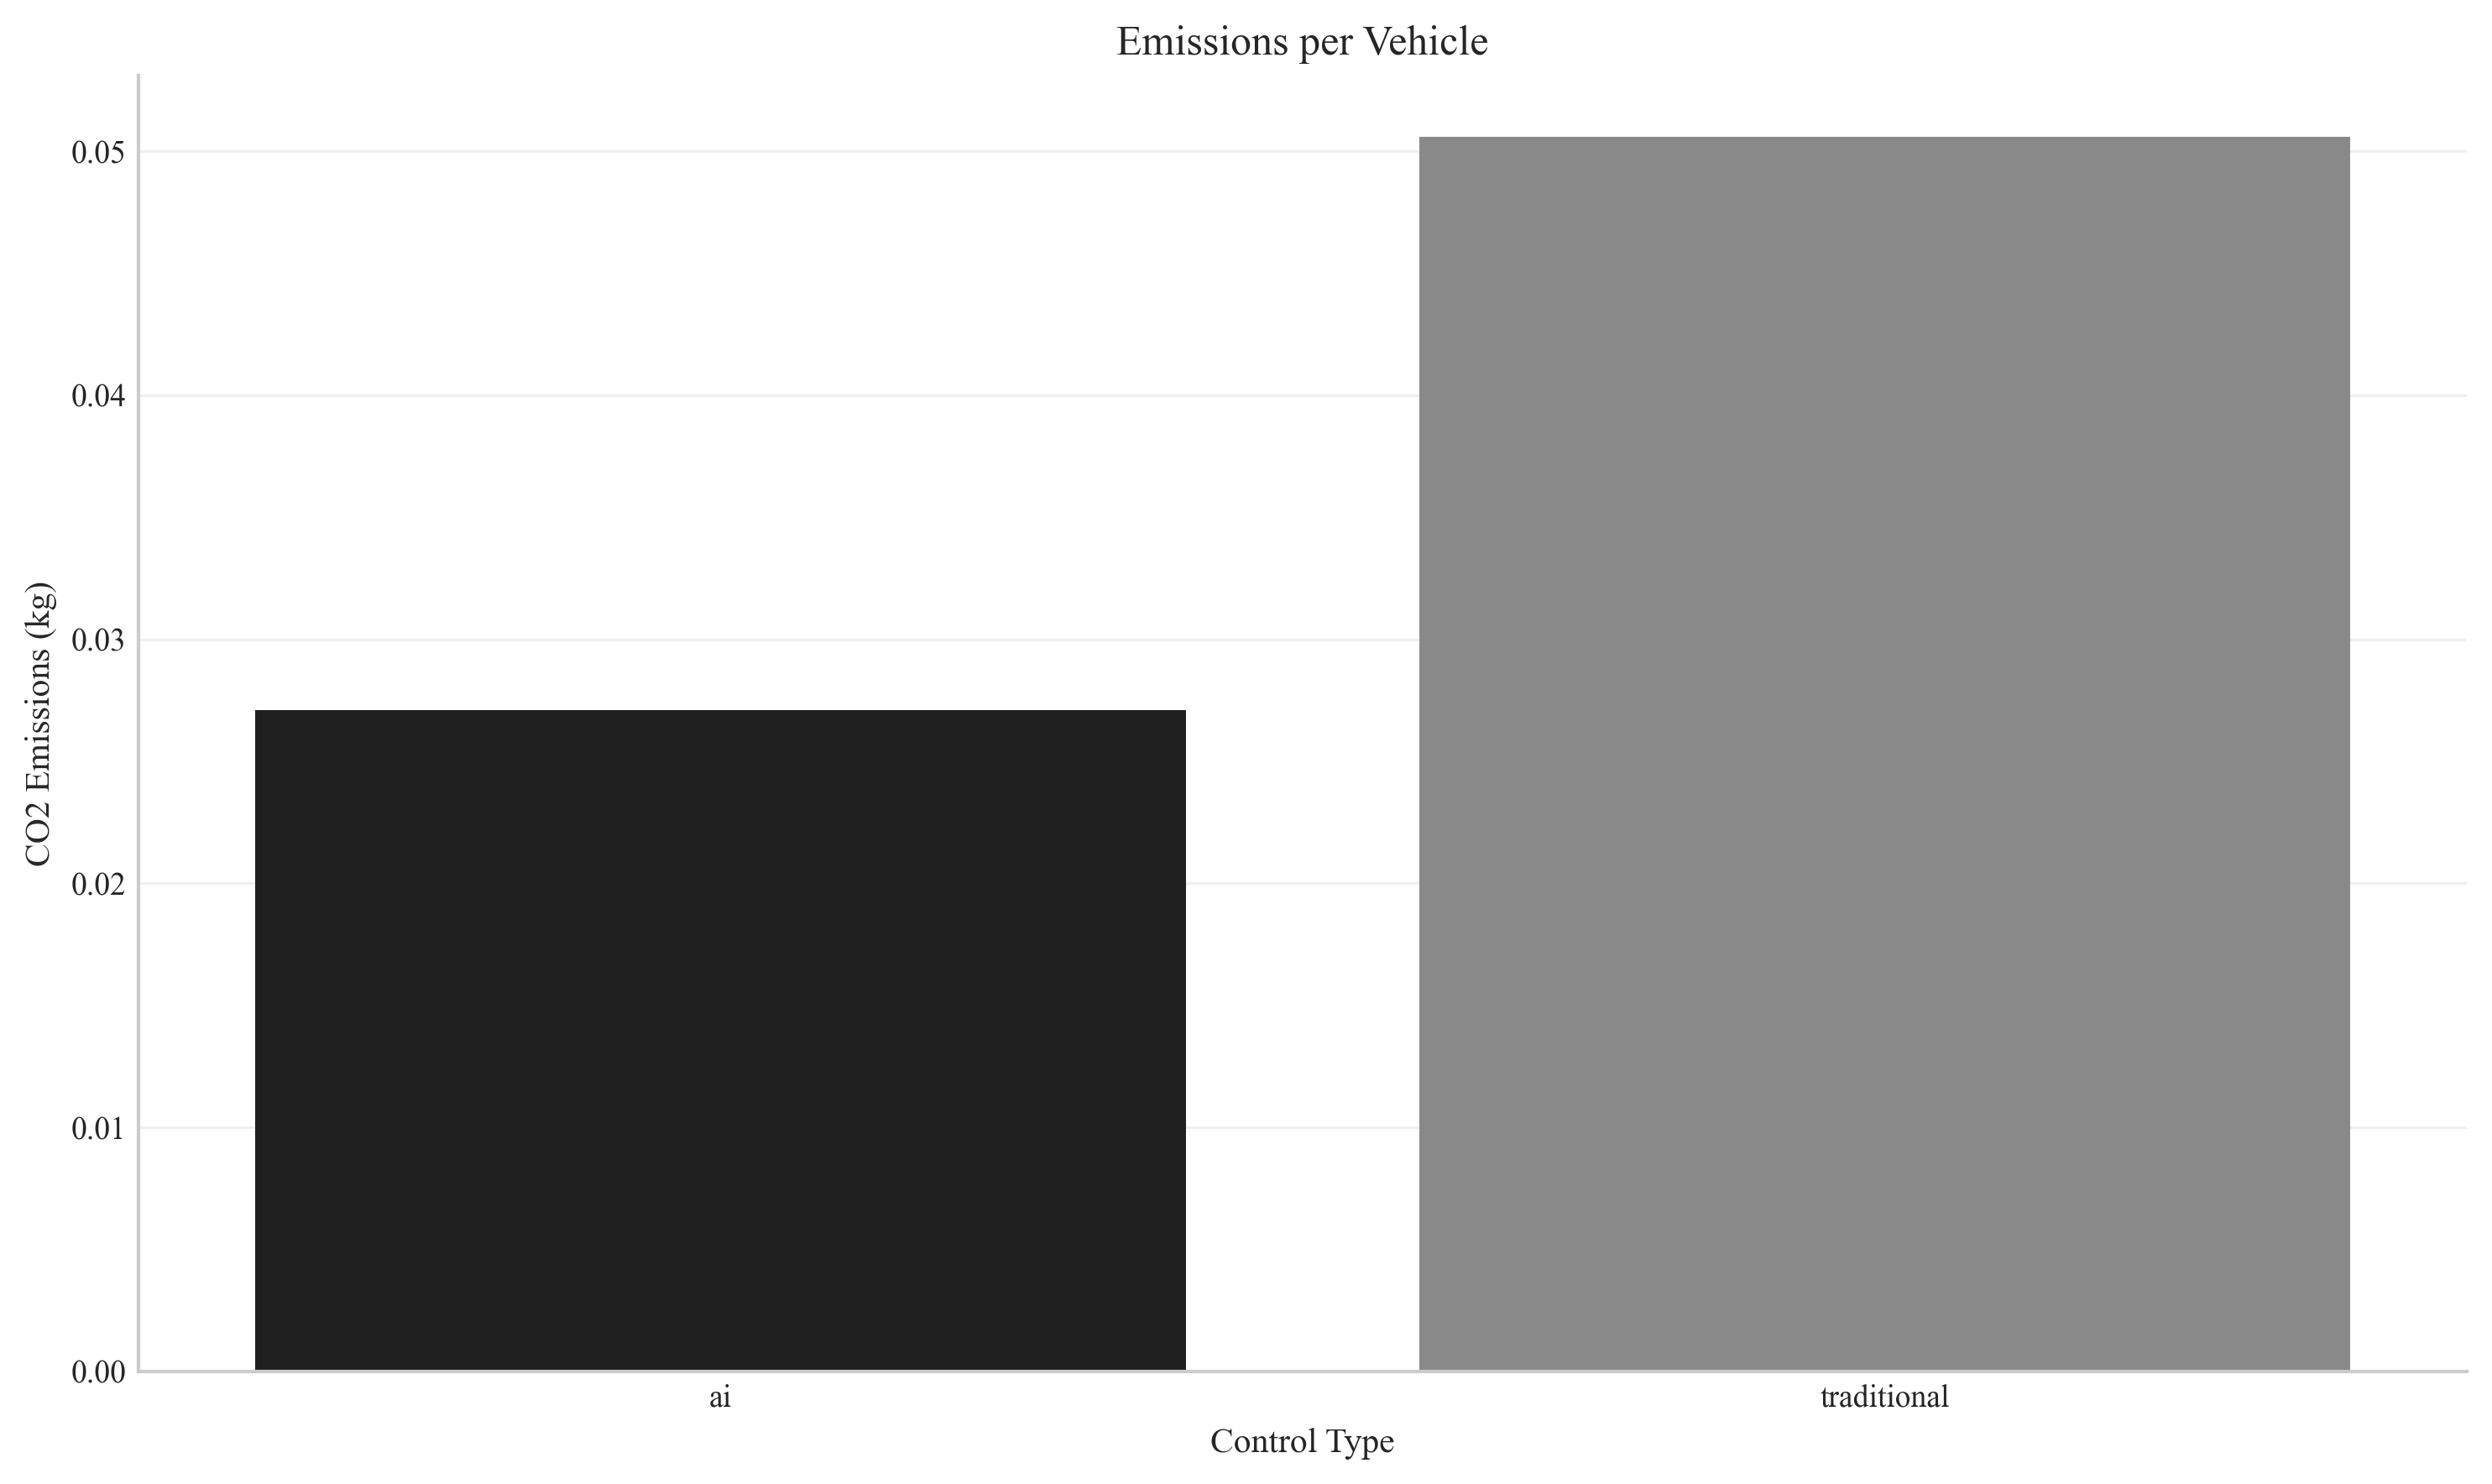 Emissions per Vehicle
CO2 Emissions (kg)
0.05
0.04
0.03
0.02
0.01
0.00
ai
traditional
Control Type